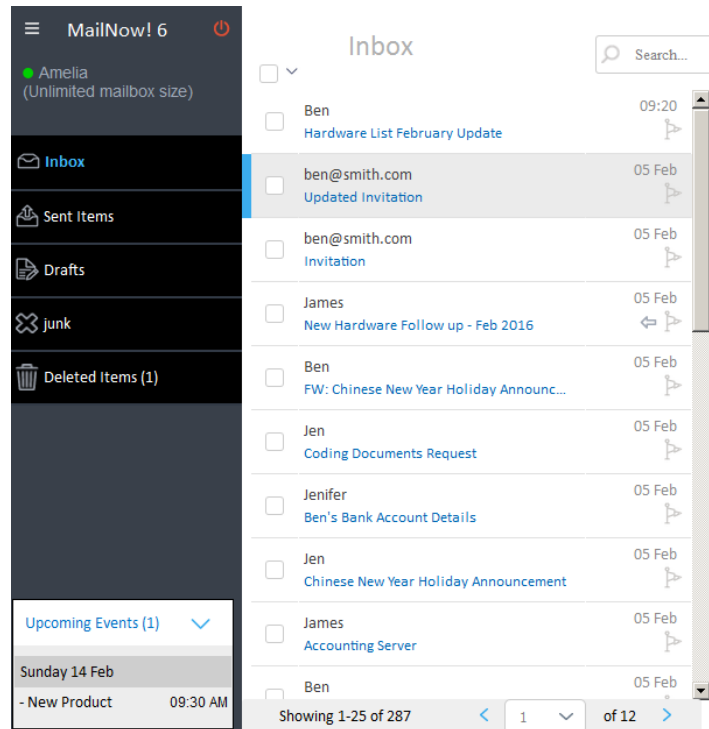 MailNow! 6
Amelia
(Unlimited mailbox size)
Inbox
Sent Items
Drafts
junk
Deleted Items (1)
Upcoming Events (1)
Sunday 14 Feb
- New Product 09:30 AM
Inbox
Search...
Ben 09:20
Hardware List February Update
ben@smith.com 05 Feb
Updated Invitation
ben@smith.com 05 Feb
Invitation
James 05 Feb
New Hardware Follow up - Feb 2016
Ben 05 Feb
FW: Chinese New Year Holiday Announc...
Jen 05 Feb
Coding Documents Request
Jenifer 05 Feb
Ben's Bank Account Details
Jen 05 Feb
Chinese New Year Holiday Announcement
James 05 Feb
Accounting Server
Ben 05 Feb
Showing 1-25 of 287 1 of 12